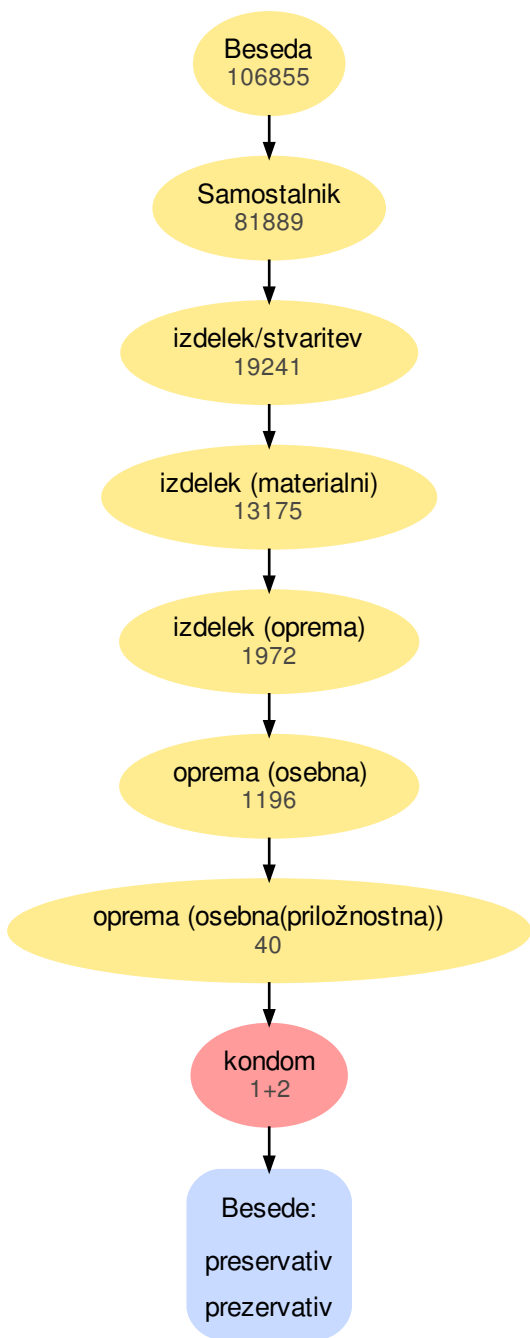 Beseda
106855
Samostalnik
81889
izdelek/stvaritev
19241
izdelek (materialni)
13175
izdelek (oprema)
1972
oprema (osebna)
1196
oprema (osebna(priložnostna))
40
kondom
1+2
Besede:
preservativ
prezervativ